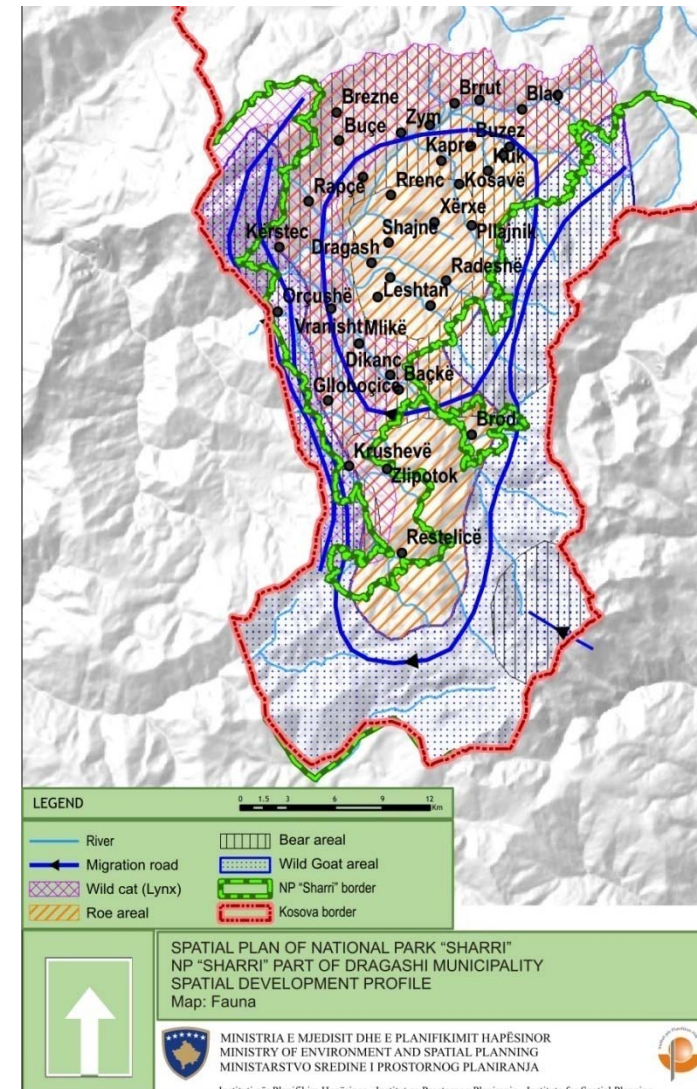 Brezne
Brrut
Blaç
Zym
Buçe
Buzez
Kapre
Kuk
Rapçe
Rrenc
Kosavë
Xërxe
Shajne
Pllajnik
Kerstec
Dragash
Radeshë
Orçushë
Leshtan
Vranisht
Mlikë
Dikanc
Baçkë
Glloboçicë
Brod
Krushevë
Zlipotok
Restelicë
LEGEND
0 1.5 3 6 9 12
Km
River
Migration road
Wild cat (Lynx)
Roe areal
Bear areal
Wild Goat areal
NP "Sharri" border
Kosova border
SPATIAL PLAN OF NATIONAL PARK "SHARRI"
NP "SHARRI" PART OF DRAGASHI MUNICIPALITY
SPATIAL DEVELOPMENT PROFILE
Map: Fauna
MINISTRIA E MJEDISIT DHE E PLANIFIKIMIT HAPËSINOR
MINISTRY OF ENVIRONMENT AND SPATIAL PLANNING
MINISTARSTVO SREDINE I PROSTORNOG PLANIRANJA